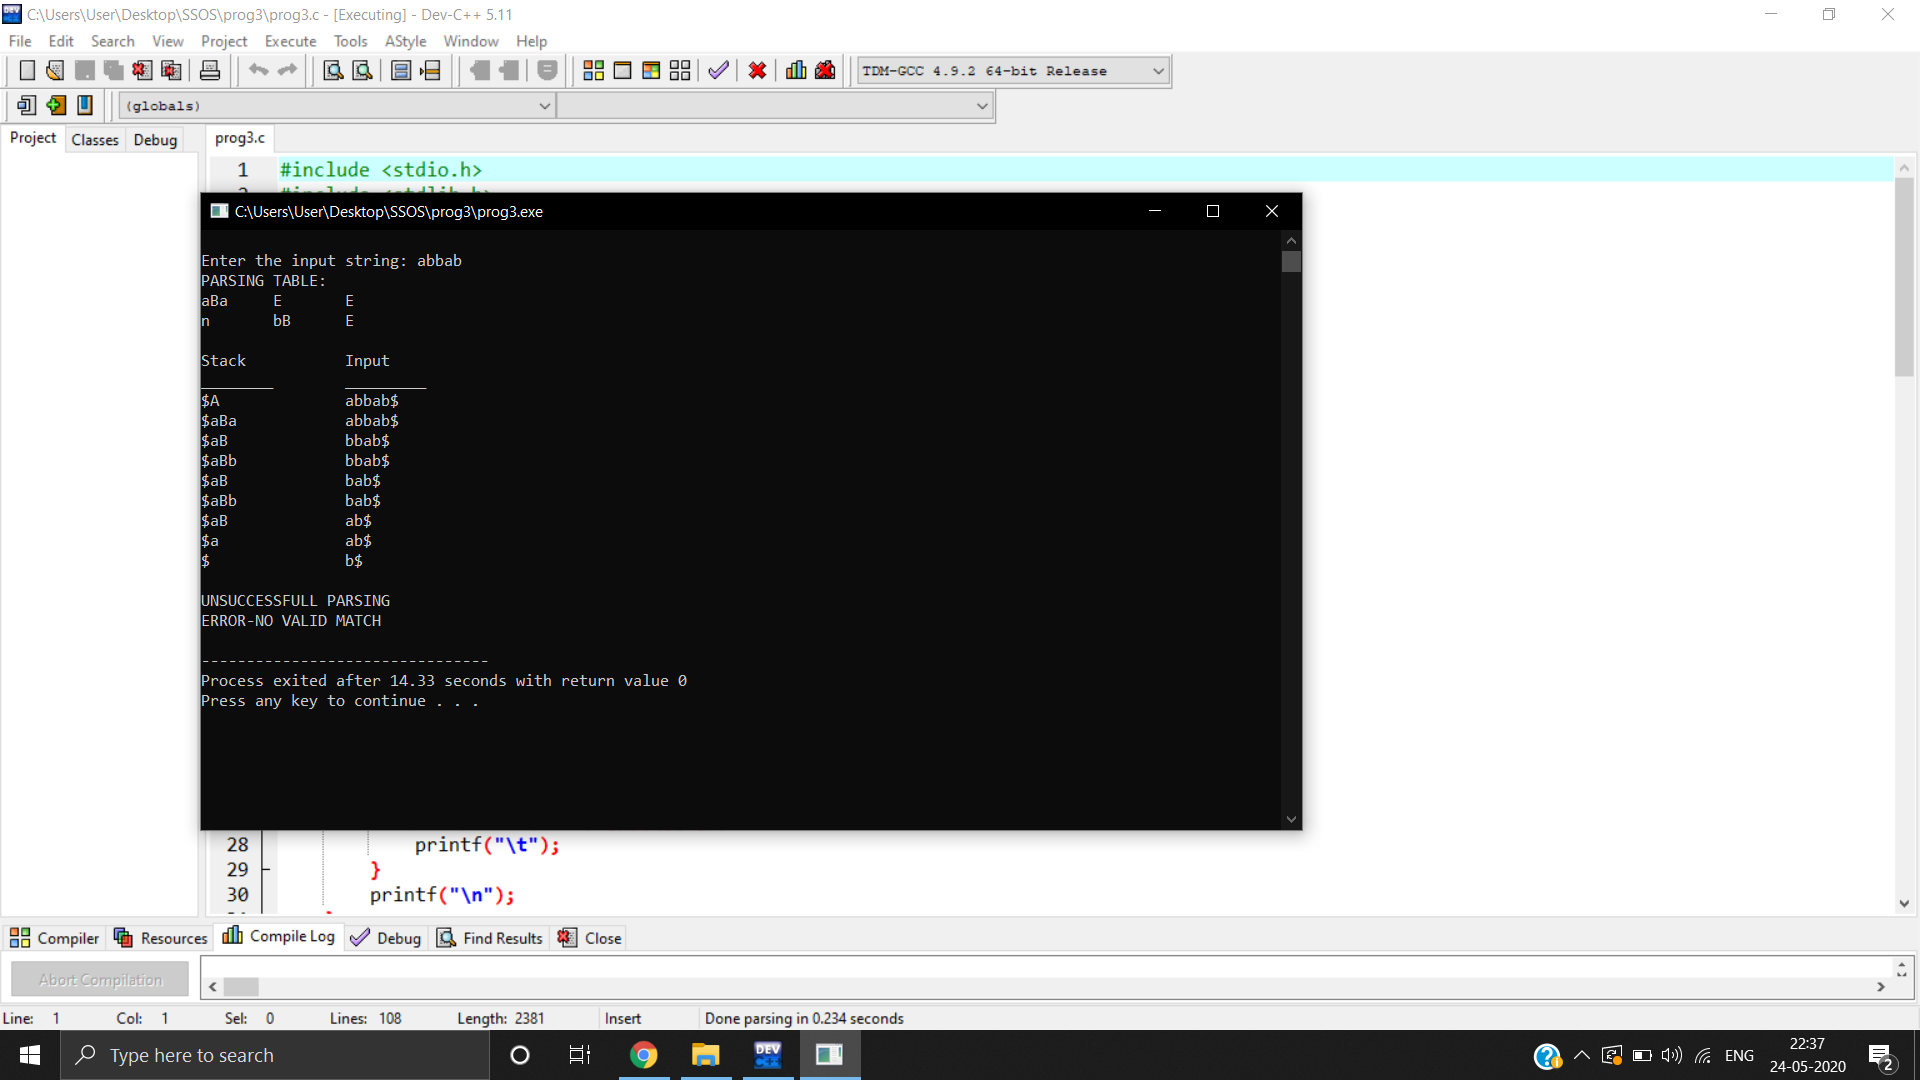 C:\Users\User\Desktop\SSOS\prog3\prog3.c - [Executing] - Dev-C++ 5.11
File Edit Search View Project Execute Tools AStyle Window Help
TDM-GCC 4.9.2 64-bit Release
(globals)
Project Classes Debug prog3.c
1 #include <stdio.h>
C:\Users\User\Desktop\SSOS\prog3\prog3.exe
Enter the input string: abbab
PARSING TABLE:
aBa E E
n bB E
Stack Input
$A abbab$
$aBa abbab$
$aB bbab$
$aBb bbab$
$aB bab$
$aBb bab$
$aB ab$
$a ab$
$ b$
UNSUCCESSFULL PARSING
ERROR-NO VALID MATCH
--------------------------------
Process exited after 14.33 seconds with return value 0
Press any key to continue . . .
28 printf("\t");
29 }
30 printf("\n");
Compiler Resources Compile Log Debug Find Results Close
Abort Compilation
Line: 1 Col: 1 Sel: 0 Lines: 108 Length: 2381 Insert Done parsing in 0.234 seconds
Type here to search
DEV C++
ENG
22:37
24-05-2020
2